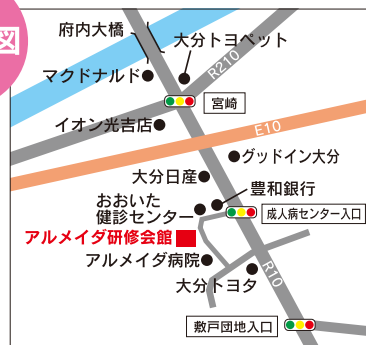 図
府内大橋
大分トヨペット
マクドナルド
R210
宮崎
イオン光吉店
E10
グッドイン大分
大分日産
豊和銀行
おおいた
健診センター
成人病センター入口
アルメイダ研修会館
アルメイダ病院
R10
大分トヨタ
敷戸団地入口